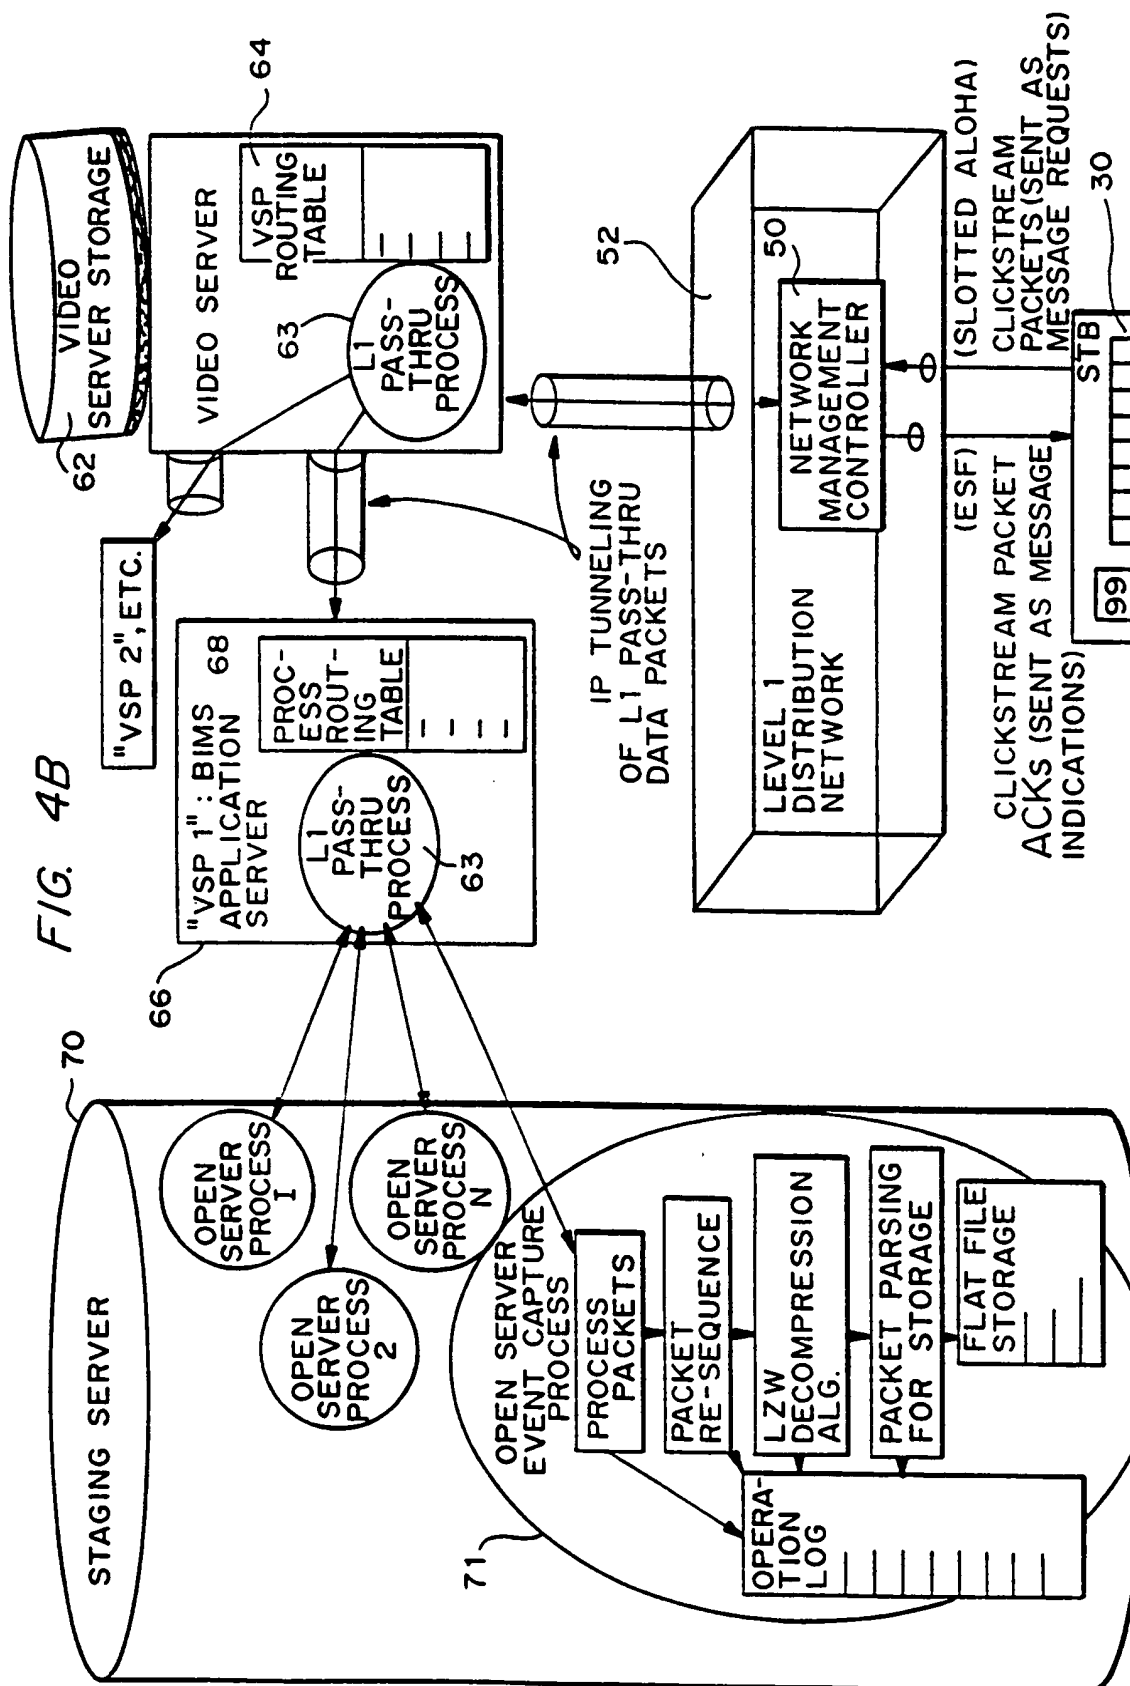 FIG. 4B
STAGING SERVER
70
OPEN
SERVER
PROCESS
I
OPEN
SERVER
PROCESS
2
OPEN
SERVER
PROCESS
N
OPEN SERVER
EVENT CAPTURE
PROCESS
71
PROCESS
PACKETS
PACKET
RE-SEQUENCE
LZW
DECOMPRESSION
ALG.
PACKET PARSING
FOR STORAGE
FLAT FILE
STORAGE
OPERA-
TION
LOG
66
"VSP 1" : BIMS
APPLICATION
SERVER
68
L1
PASS-
THRU
PROCESS
63
PROC-
ESS
ROUT-
ING
TABLE
"VSP 2", ETC.
62
VIDEO
SERVER STORAGE
VIDEO SERVER
63
L1
PASS-
THRU
PROCESS
VSP
ROUTING
TABLE
64
IP TUNNELING
OF L1 PASS-THRU
DATA PACKETS
52
LEVEL 1
DISTRIBUTION
NETWORK
NETWORK
MANAGEMENT
CONTROLLER
50
(ESF)
(SLOTTED ALOHA)
CLICKSTREAM PACKET
ACKS (SENT AS MESSAGE
INDICATIONS)
CLICKSTREAM
PACKETS (SENT AS
MESSAGE REQUESTS)
STB
30
99